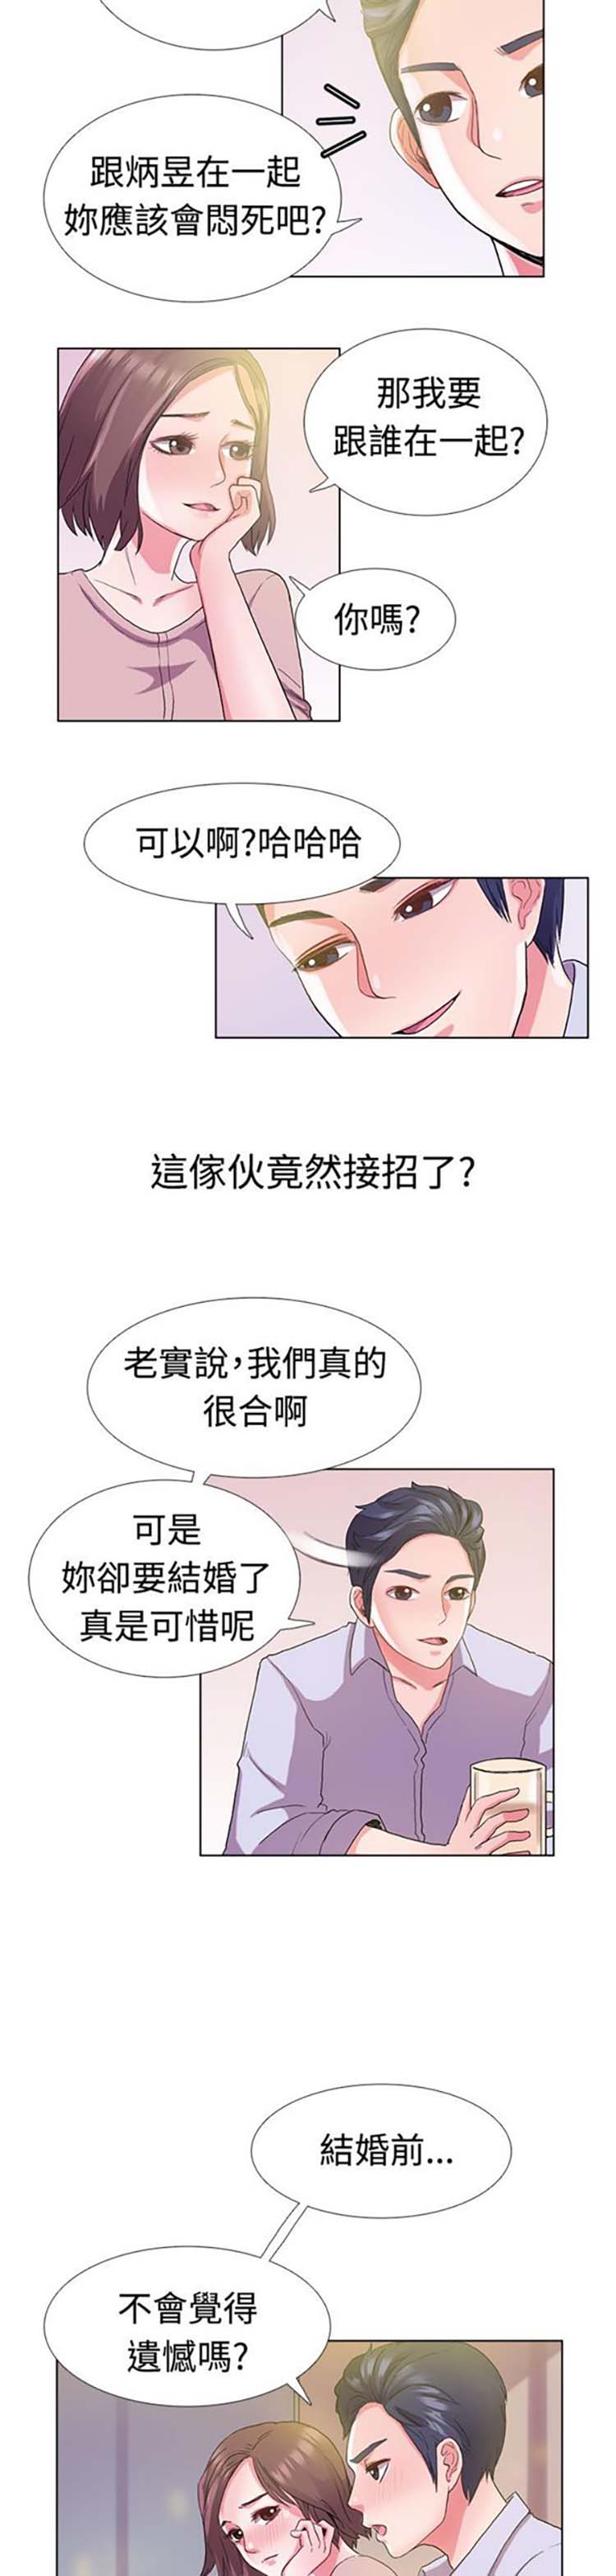 跟炳昱在一起
妳應該會悶死吧?
那我要
跟誰在一起?
你嗎?
可以啊?哈哈哈
這傢伙竟然接招了?
老實說,我們真的
很合啊
可是
妳卻要結婚了
真是可惜呢
結婚前...
不會覺得
遺憾嗎?